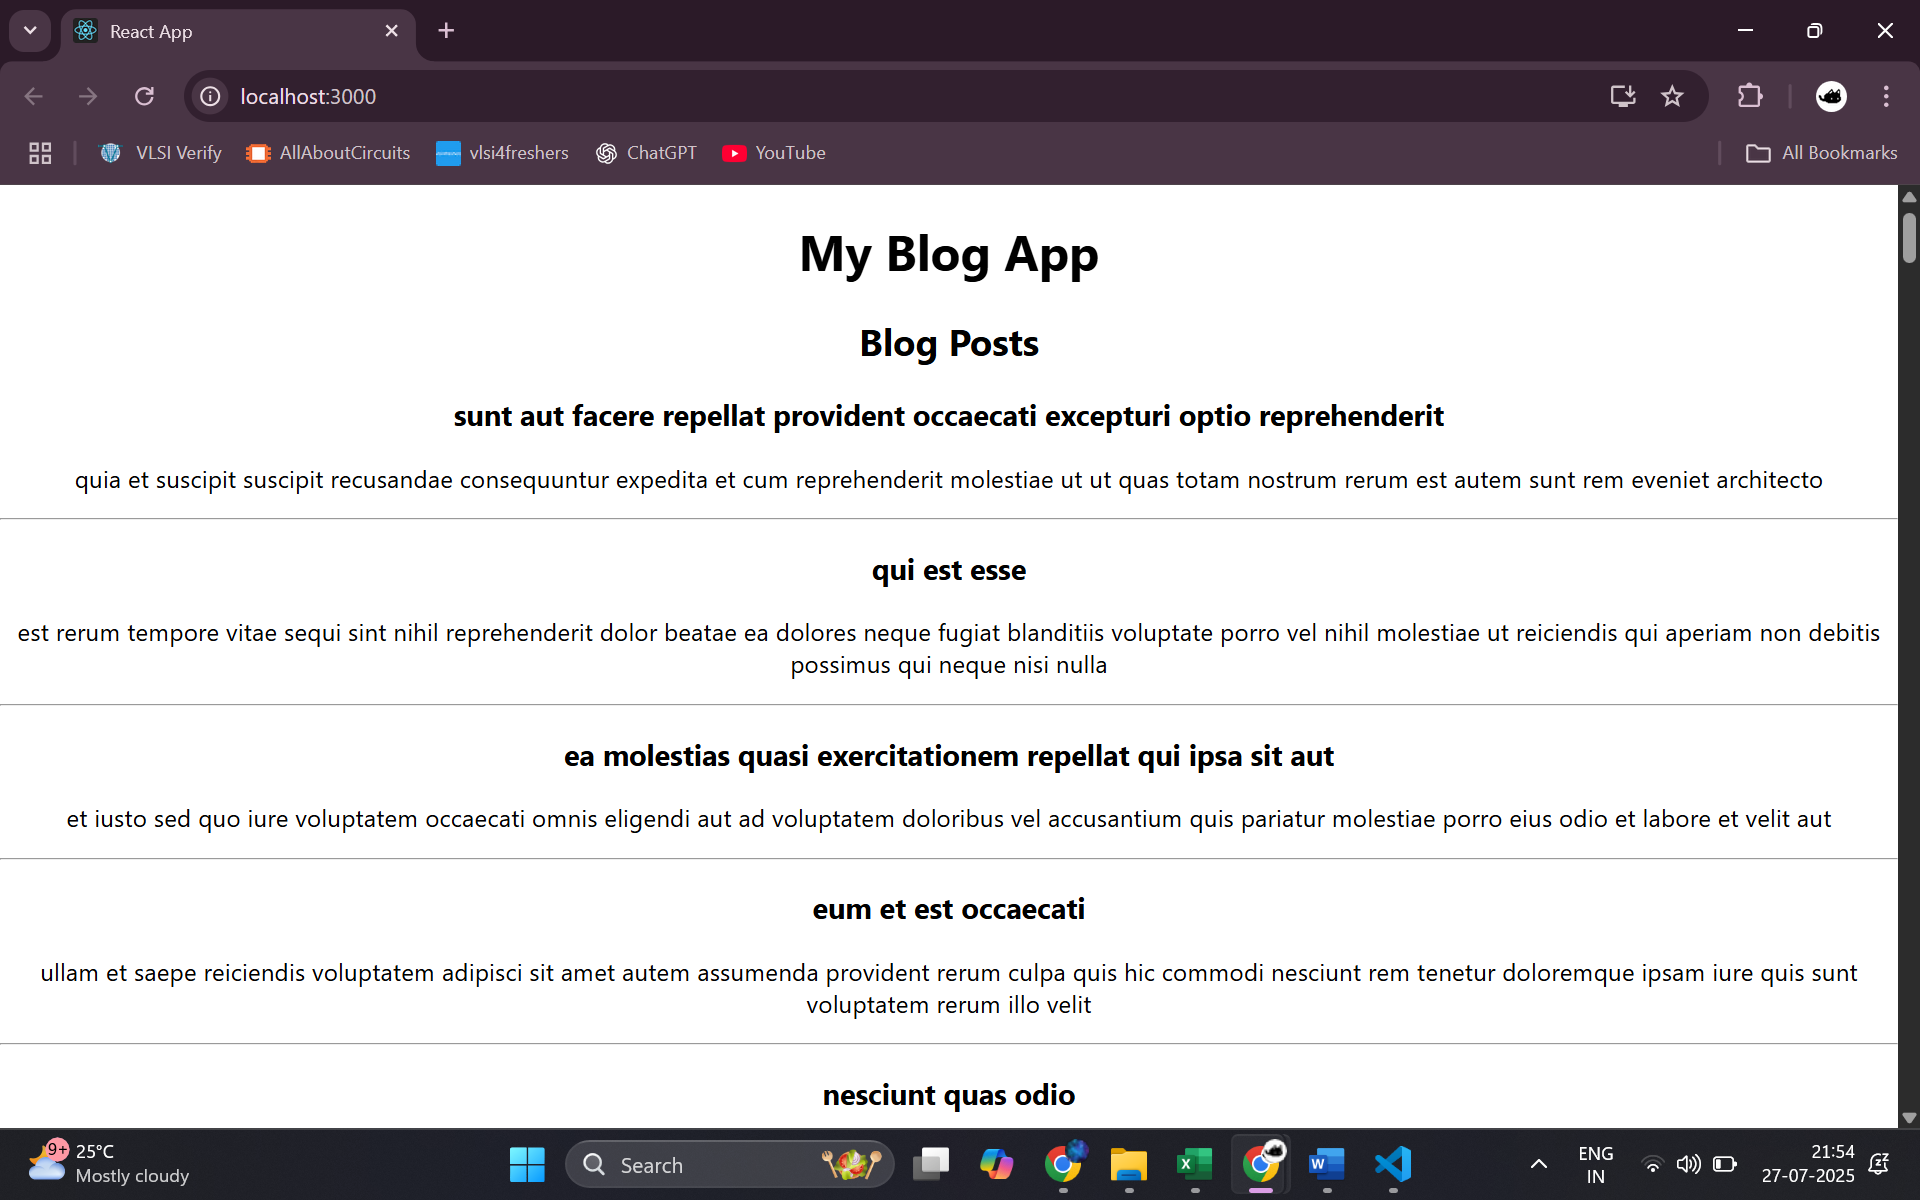 React App
localhost:3000
VLSI Verify AllAboutCircuits vlsi4freshers ChatGPT YouTube All Bookmarks
My Blog App
Blog Posts
sunt aut facere repellat provident occaecati excepturi optio reprehenderit
quia et suscipit suscipit recusandae consequuntur expedita et cum reprehenderit molestiae ut ut quas totam nostrum rerum est autem sunt rem eveniet architecto
qui est esse
est rerum tempore vitae sequi sint nihil reprehenderit dolor beatae ea dolores neque fugiat blanditiis voluptate porro vel nihil molestiae ut reiciendis qui aperiam non debitis
possimus qui neque nisi nulla
ea molestias quasi exercitationem repellat qui ipsa sit aut
et iusto sed quo iure voluptatem occaecati omnis eligendi aut ad voluptatem doloribus vel accusantium quis pariatur molestiae porro eius odio et labore et velit aut
eum et est occaecati
ullam et saepe reiciendis voluptatem adipisci sit amet autem assumenda provident rerum culpa quis hic commodi nesciunt rem tenetur doloremque ipsam iure quis sunt
voluptatem rerum illo velit
nesciunt quas odio
9+ 25°C
Mostly cloudy
Search
ENG
IN
21:54
27-07-2025